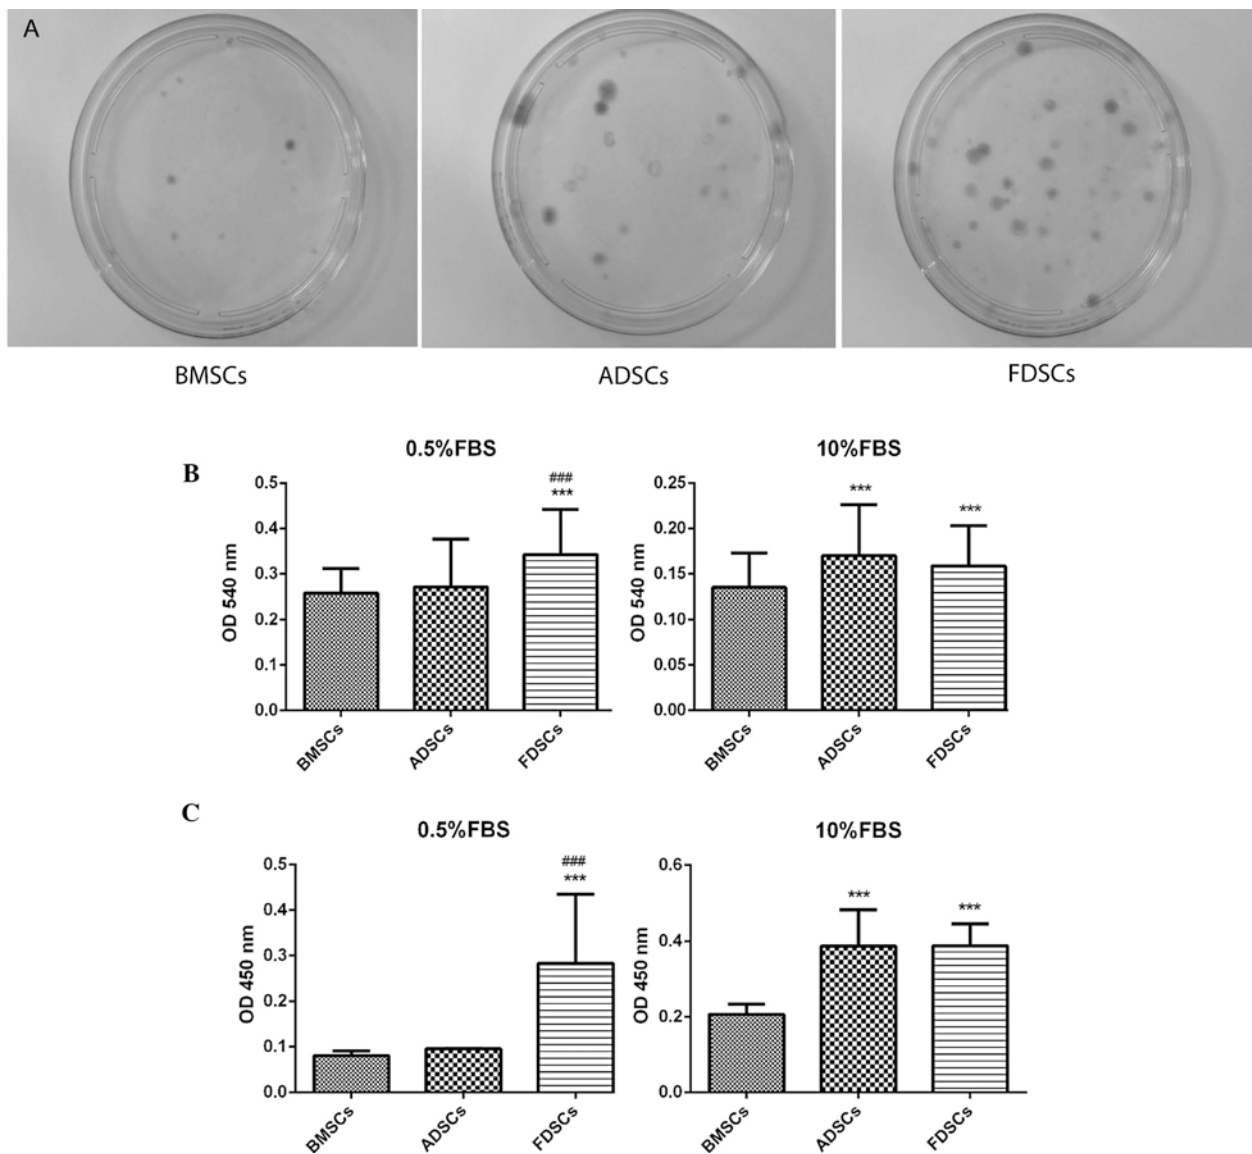 A
BMSCs
ADSCs
FDSCs
B
0.5%FBS
10%FBS
OD 540 nm
0.5
0.4
0.3
0.2
0.1
0.0
###
***
BMSCs
ADSCs
FDSCs
OD 540 nm
0.25
0.20
0.15
0.10
0.05
0.00
***
***
BMSCs
ADSCs
FDSCs
C
0.5%FBS
10%FBS
OD 450 nm
0.5
0.4
0.3
0.2
0.1
0.0
###
***
BMSCs
ADSCs
FDSCs
OD 450 nm
0.6
0.4
0.2
0.0
***
***
BMSCs
ADSCs
FDSCs